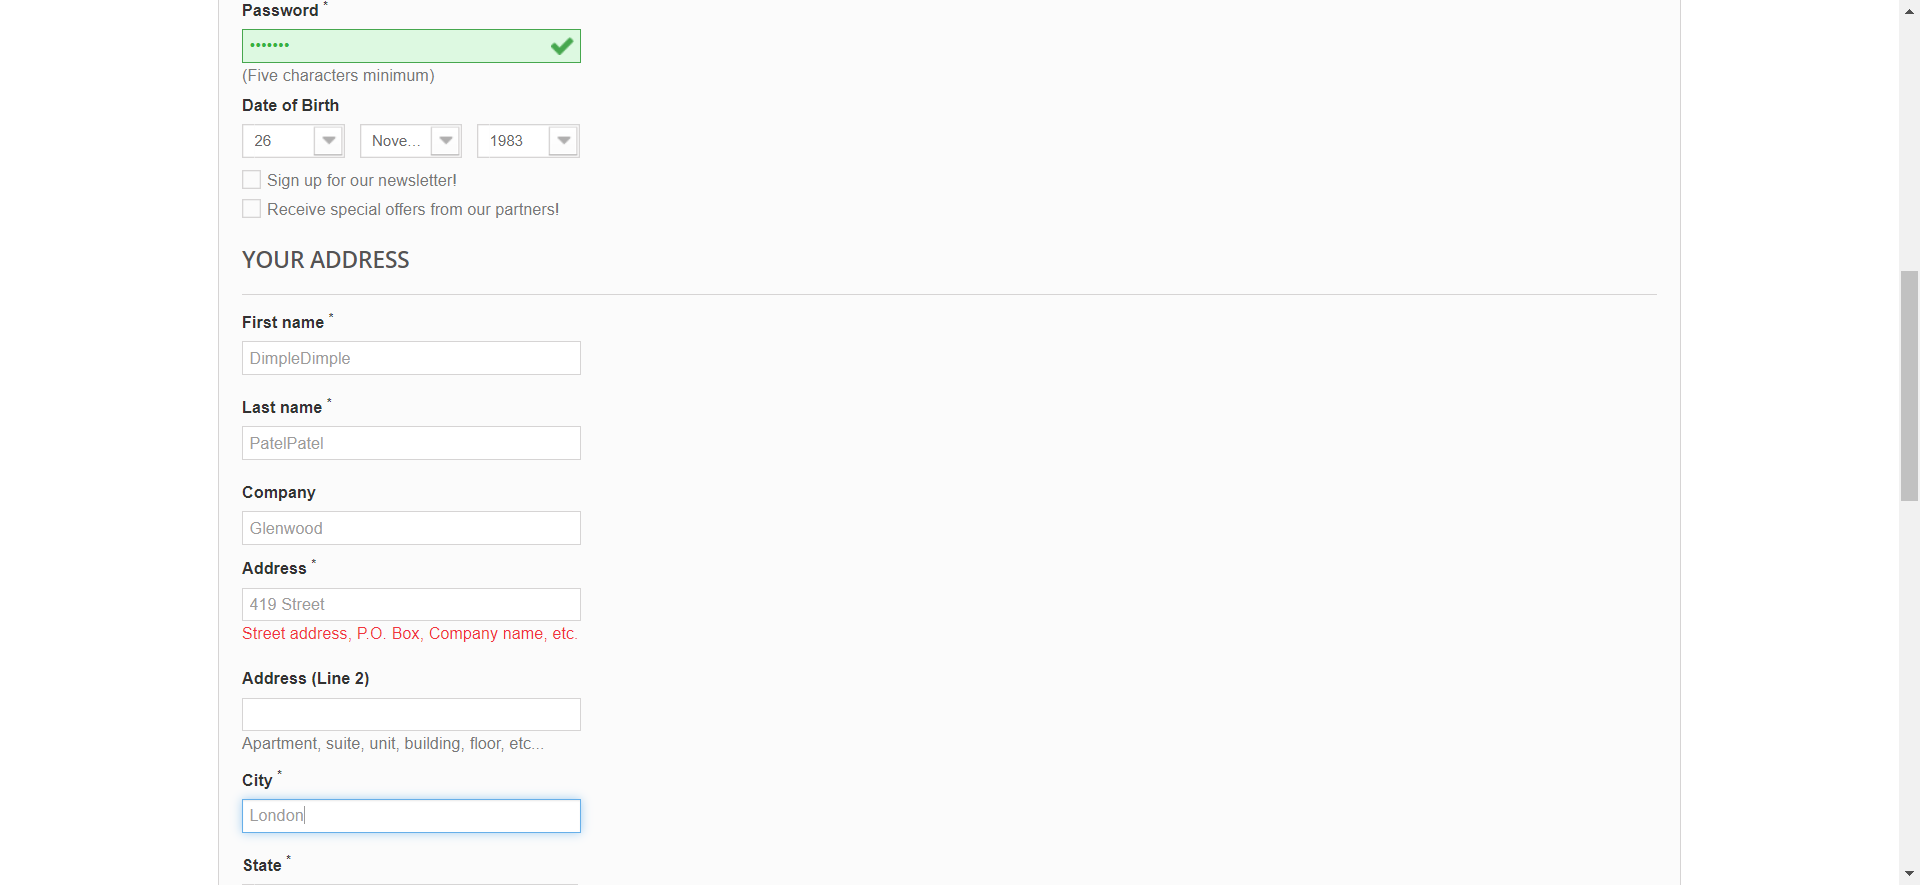 Password *
•••••••
(Five characters minimum)
Date of Birth
26 Nove... 1983
Sign up for our newsletter!
Receive special offers from our partners!
YOUR ADDRESS
First name *
DimpleDimple
Last name *
PatelPatel
Company
Glenwood
Address *
419 Street
Street address, P.O. Box, Company name, etc.
Address (Line 2)
Apartment, suite, unit, building, floor, etc...
City *
London
State *